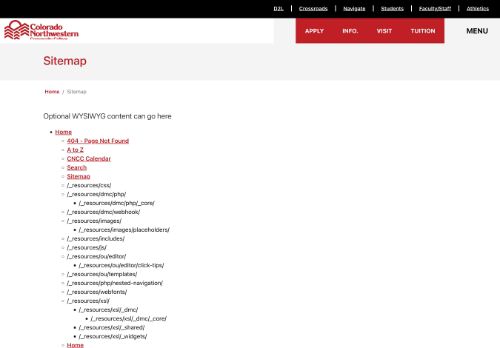 D2L
Crossroads
Navigate
Students
Faculty/Staff
Athletics
Colorado
Northwestern
Community College
APPLY
INFO.
VISIT
TUITION
MENU
Sitemap
Home / Sitemap
Optional WYSIWYG content can go here
Home
404 - Page Not Found
A to Z
CNCC Calendar
Search
Sitemap
/_resources/css/
/_resources/dmc/php/
/_resources/dmc/php/_core/
/_resources/dmc/webhook/
/_resources/images/
/_resources/images/placeholders/
/_resources/includes/
/_resources/js/
/_resources/ou/editor/
/_resources/ou/editor/click-tips/
/_resources/ou/templates/
/_resources/php/nested-navigation/
/_resources/webfonts/
/_resources/xsl/
/_resources/xsl/_dmc/
/_resources/xsl/_dmc/_core/
/_resources/xsl/_shared/
/_resources/xsl/_widgets/
Home